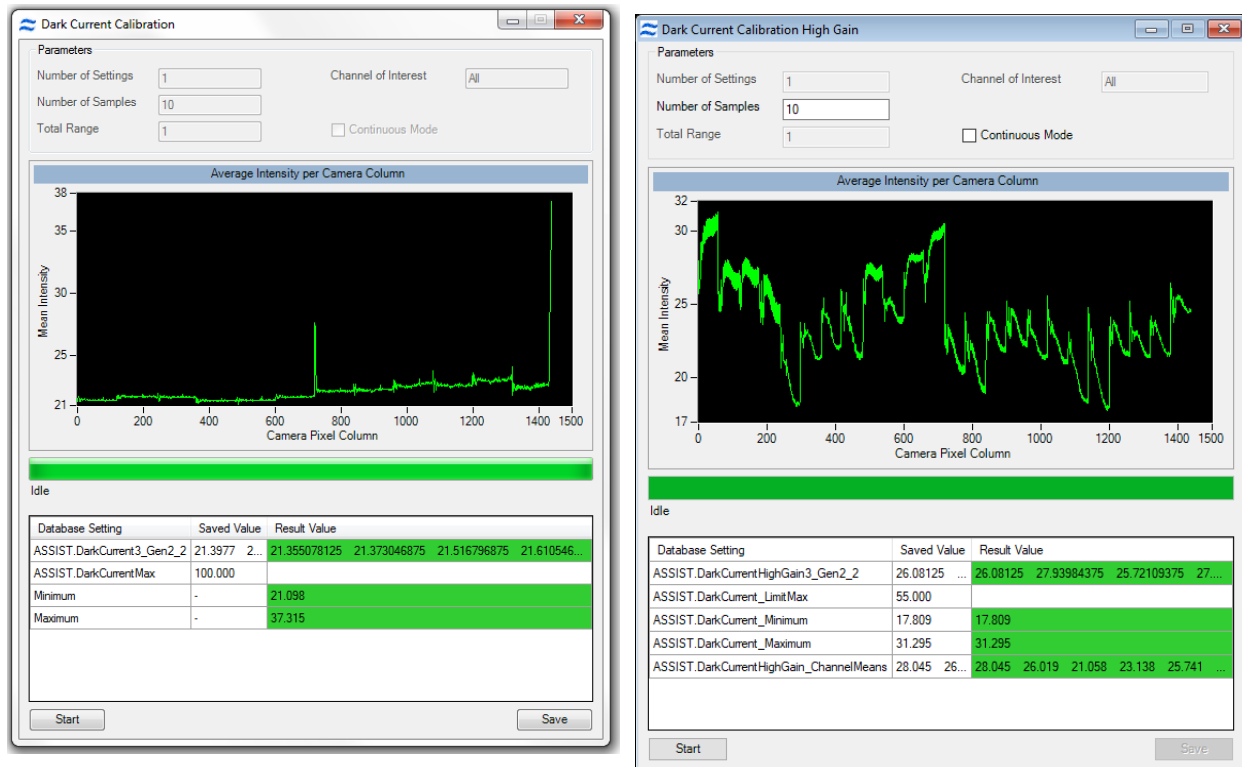 Dark Current Calibration
Parameters
Number of Settings 1 Channel of Interest All
Number of Samples 10
Total Range 1 Continuous Mode
Average Intensity per Camera Column
38
35
30
25
21
Mean Intensity
0 200 400 600 800 1000 1200 1400 1500
Camera Pixel Column
Idle
Database Setting Saved Value Result Value
ASSIST.DarkCurrent3_Gen2_2 21.3977 2... 21.355078125 21.373046875 21.516796875 21.610546...
ASSIST.DarkCurrentMax 100.000
Minimum - 21.098
Maximum - 37.315
Start Save
Dark Current Calibration High Gain
Parameters
Number of Settings 1 Channel of Interest All
Number of Samples 10
Total Range 1 Continuous Mode
Average Intensity per Camera Column
32
30
25
20
17
Mean Intensity
0 200 400 600 800 1000 1200 1400 1500
Camera Pixel Column
Idle
Database Setting Saved Value Result Value
ASSIST.DarkCurrentHighGain3_Gen2_2 26.08125 ... 26.08125 27.93984375 25.72109375 27....
ASSIST.DarkCurrent_LimitMax 55.000
ASSIST.DarkCurrent_Minimum 17.809 17.809
ASSIST.DarkCurrent_Maximum 31.295 31.295
ASSIST.DarkCurrentHighGain_ChannelMeans 28.045 26... 28.045 26.019 21.058 23.138 25.741 ...
Start Save